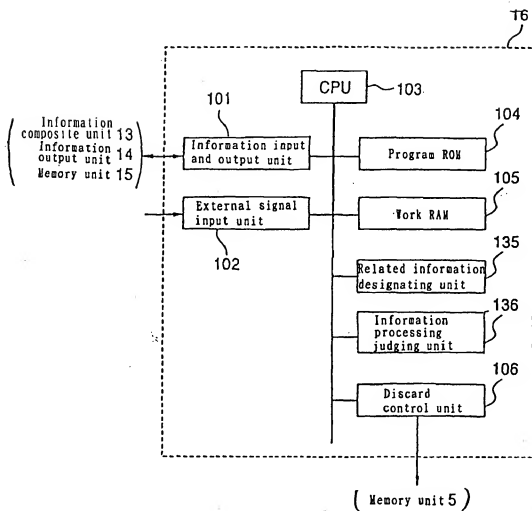 16
CPU
103
101
104
Information
composite unit 13
Information
output unit 14
Memory unit 15
Information input
and output unit
Program ROM
105
External signal
input unit
Work RAM
102
135
Related information
designating unit
136
Information
processing
judging unit
106
Discard
control unit
( Memory unit 5 )